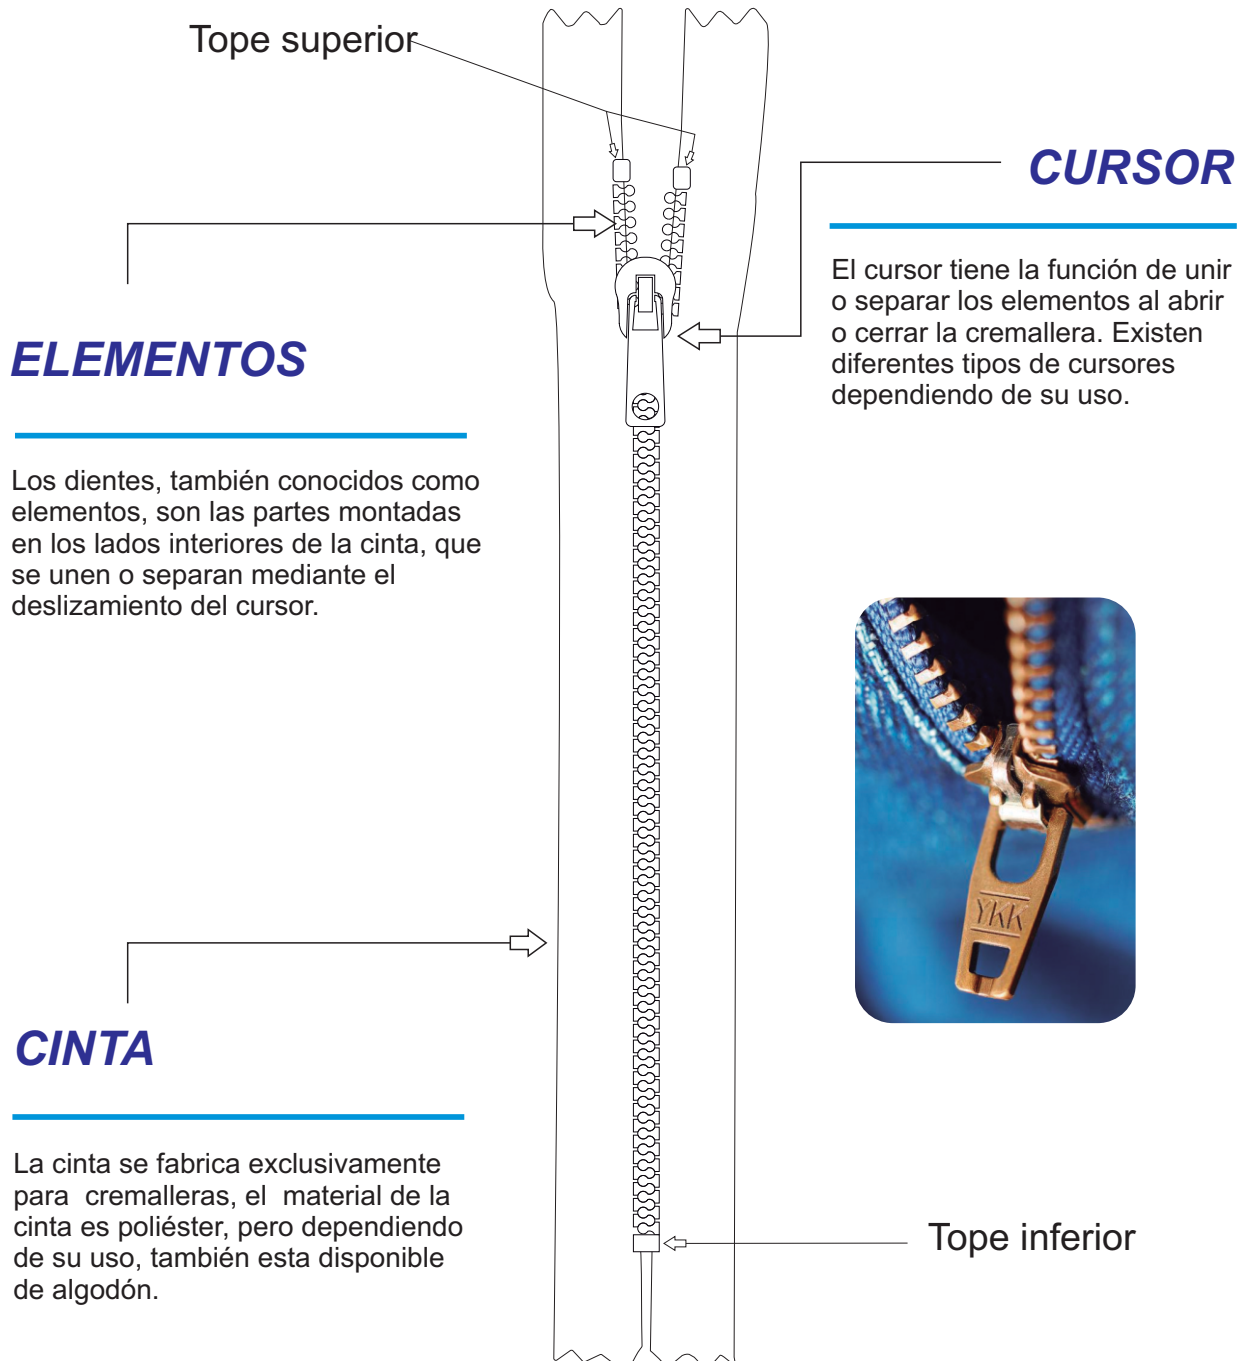 Tope superior
CURSOR
El cursor tiene la función de unir
o separar los elementos al abrir
o cerrar la cremallera. Existen
diferentes tipos de cursores
dependiendo de su uso.
ELEMENTOS
Los dientes, también conocidos como
elementos, son las partes montadas
en los lados interiores de la cinta, que
se unen o separan mediante el
deslizamiento del cursor.
YKK
CINTA
La cinta se fabrica exclusivamente
para cremalleras, el material de la
cinta es poliéster, pero dependiendo
de su uso, también esta disponible
de algodón.
Tope inferior